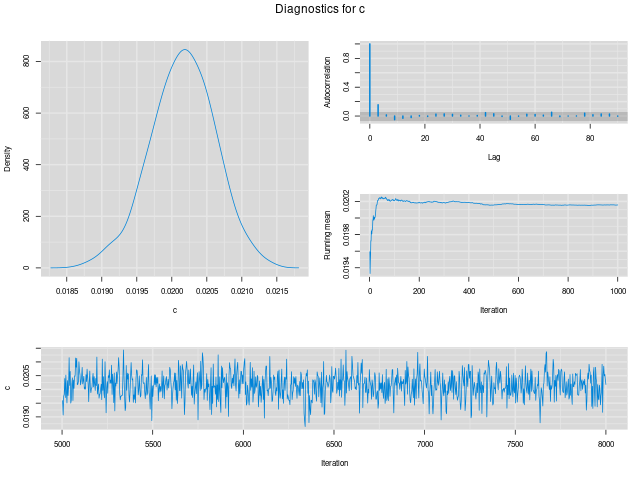 Diagnostics for c
Density
0 200 400 600 800
0.0185 0.0190 0.0195 0.0200 0.0205 0.0210 0.0215
c
Autocorrelation
0.0 0.4 0.8
0 20 40 60 80
Lag
Running mean
0.0194 0.0198 0.0202
0 200 400 600 800 1000
Iteration
c
0.0190 0.0205
5000 5500 6000 6500 7000 7500 8000
Iteration